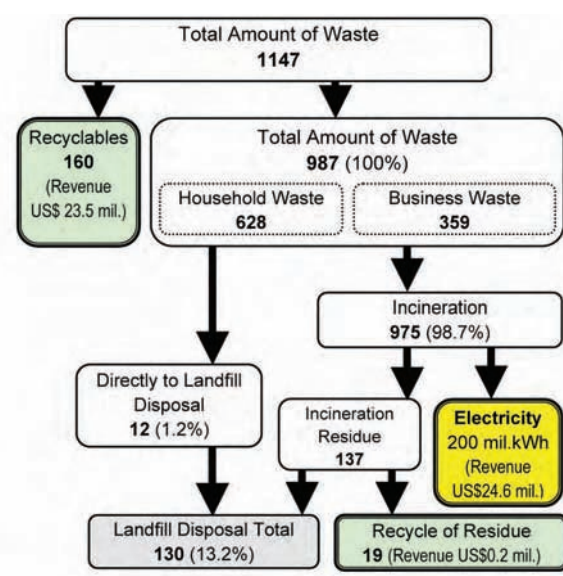 Total Amount of Waste
1147
Recyclables
160
(Revenue
US$ 23.5 mil.)
Total Amount of Waste
987 (100%)
Household Waste
628
Business Waste
359
Incineration
975 (98.7%)
Directly to Landfill
Disposal
12 (1.2%)
Incineration
Residue
137
Electricity
200 mil.kWh
(Revenue
US$24.6 mil.)
Landfill Disposal Total
130 (13.2%)
Recycle of Residue
19 (Revenue US$0.2 mil.)